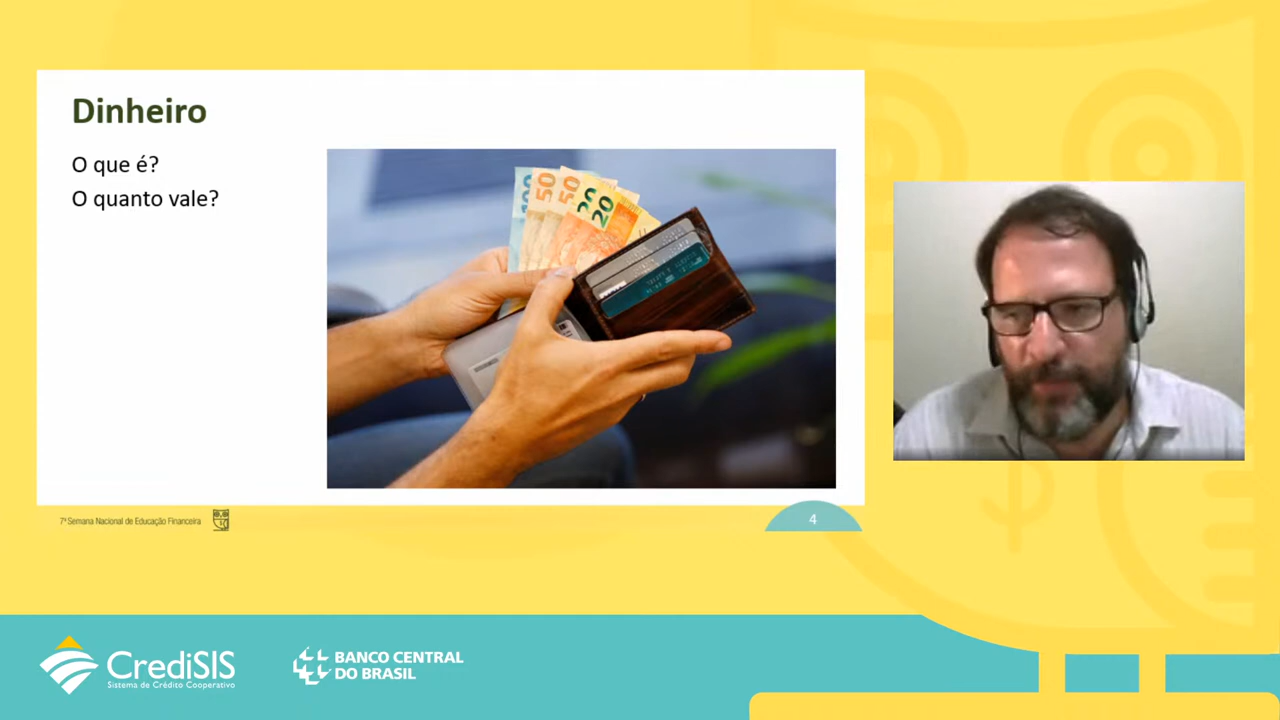 Dinheiro
O que é?
O quanto vale?
100
50
50
20
20
7ª Semana Nacional de Educação Financeira
4
CrediSIS
Sistema de Crédito Cooperativo
BANCO CENTRAL
DO BRASIL